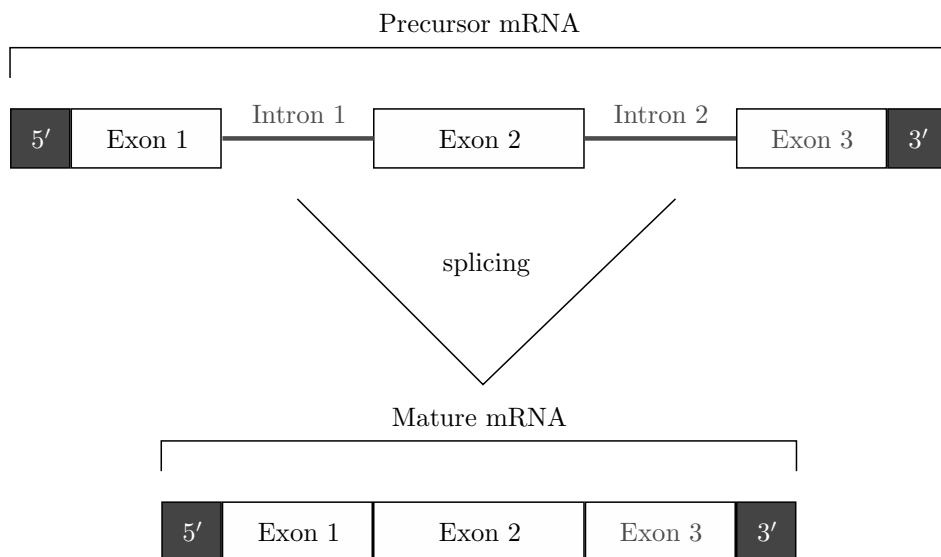 Precursor mRNA
Intron 1 Intron 2
5′ Exon 1 Exon 2 Exon 3 3′
splicing
Mature mRNA
5′ Exon 1 Exon 2 Exon 3 3′